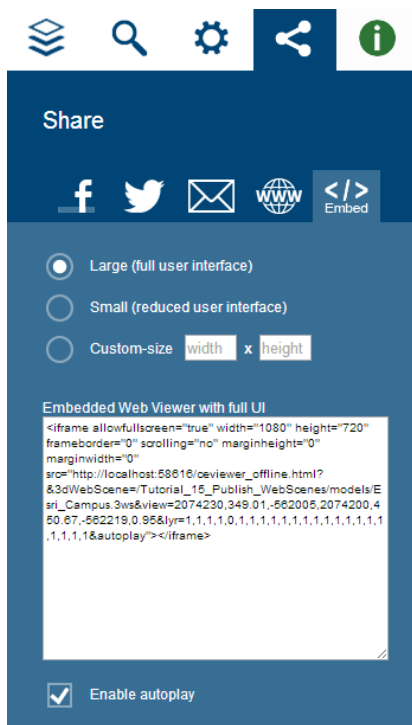 i
Share
f
www
</>
Embed
Large (full user interface)
Small (reduced user interface)
Custom-size width x height
Embedded Web Viewer with full UI
<iframe allowfullscreen="true" width="1080" height="720"
frameborder="0" scrolling="no" marginheight="0"
marginwidth="0"
src="http://localhost:58616/ceviewer_offline.html?
&3dWebScene=/Tutorial_15_Publish_WebScenes/models/E
sri_Campus.3ws&view=2074230,349.01,-562005,2074200,4
50.67,-562219,0.95&lyr=1,1,1,1,0,1,1,1,1,1,1,1,1,1,1,1,1,1,1
,1,1,1,1,1&autoplay"></iframe>
Enable autoplay